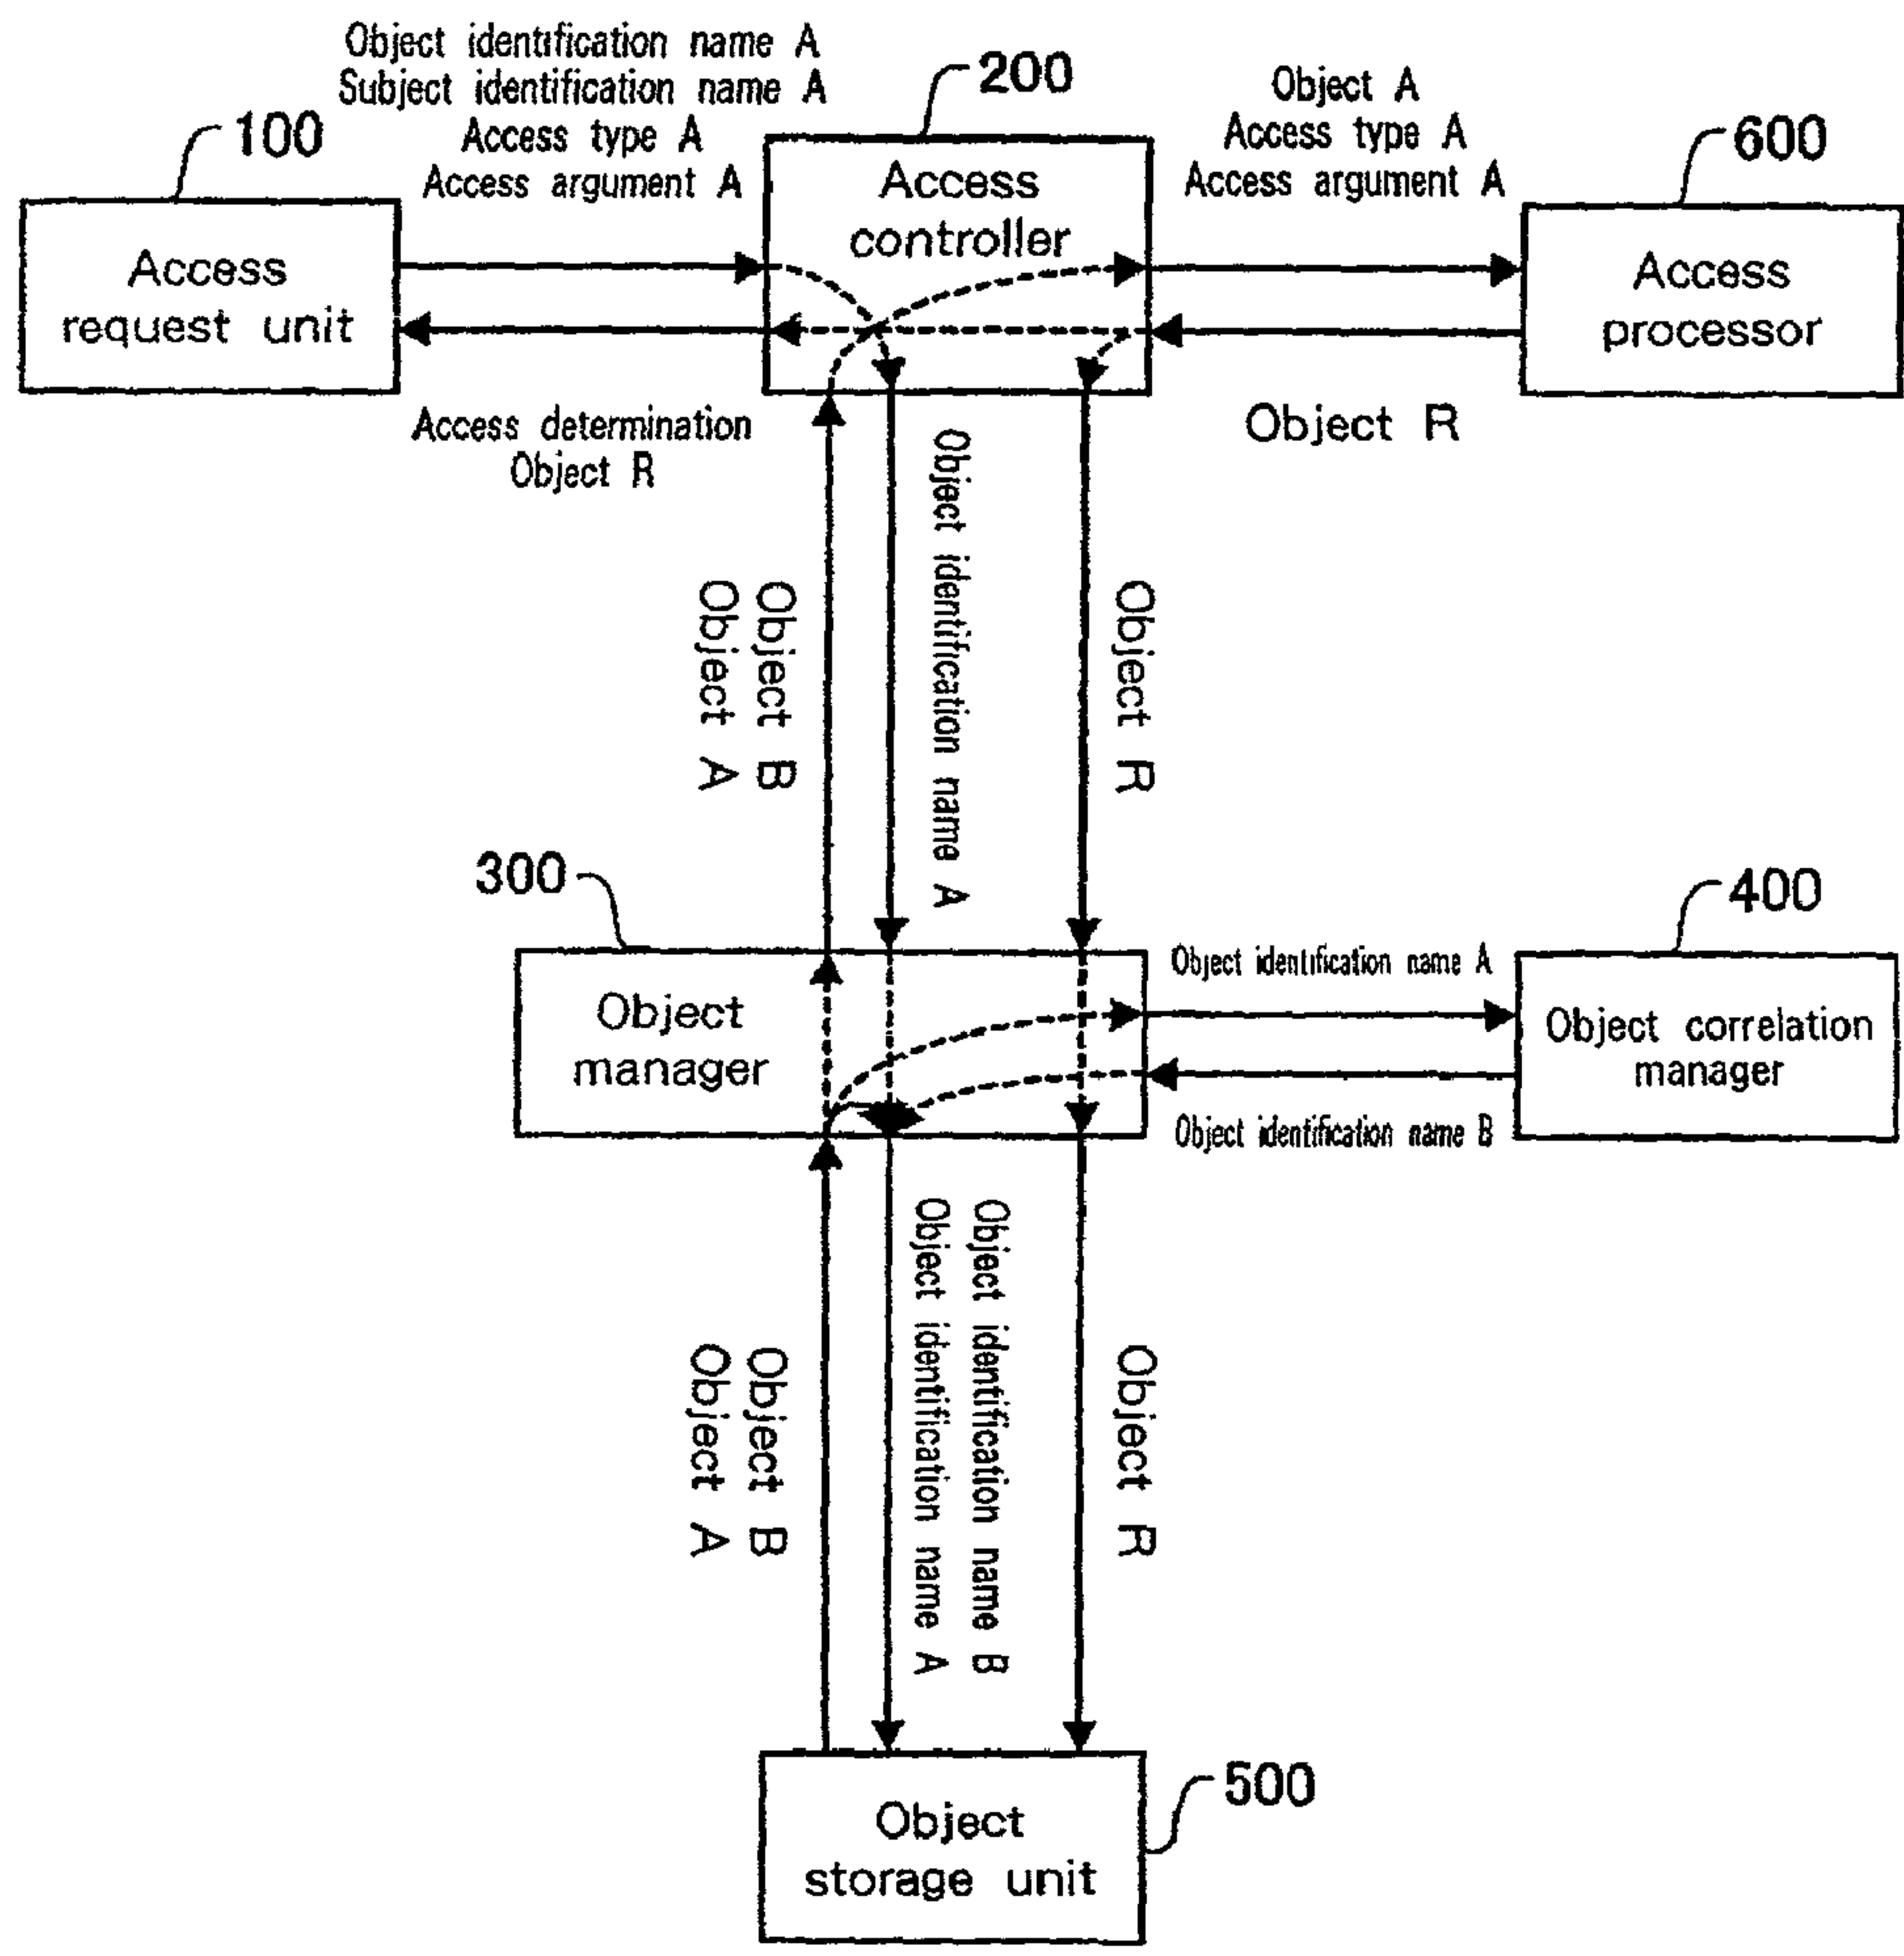 Object identification name A
Subject identification name A
Access type A
Access argument A
200
Object A
Access type A
Access argument A
100
600
Access
request unit
Access
controller
Access
processor
Access determination
Object R
Object R
Object B
Object A
Object identification name A
Object R
300
400
Object
manager
Object identification name A
Object identification name B
Object correlation
manager
Object B
Object A
Object identification name B
Object identification name A
Object R
500
Object
storage unit